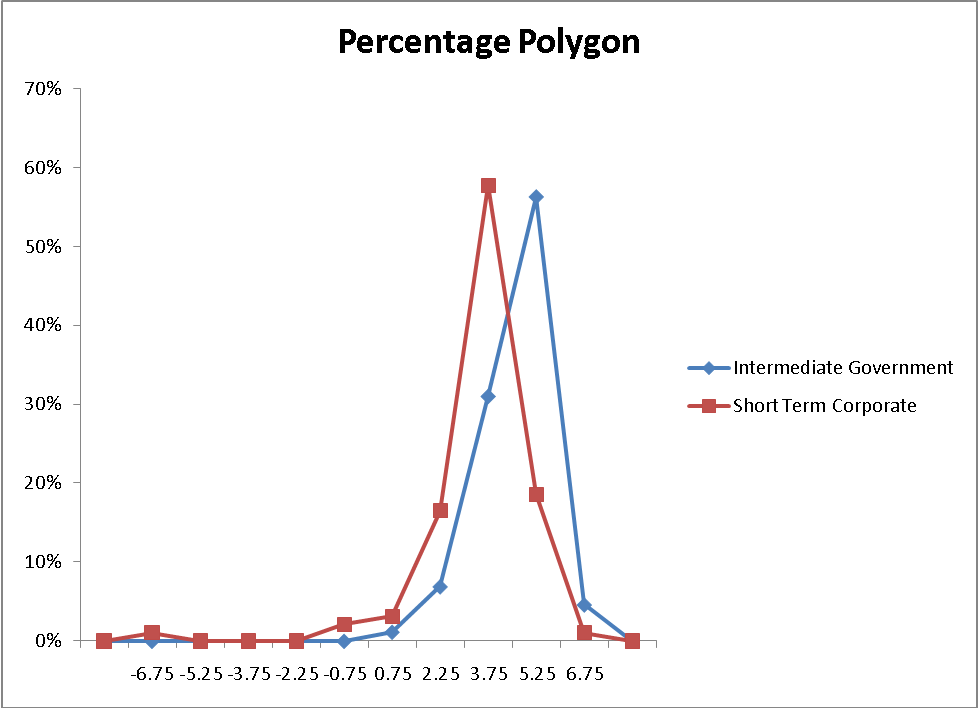 Percentage Polygon
70%
60%
50%
40%
30%
20%
10%
0%
-6.75 -5.25 -3.75 -2.25 -0.75 0.75 2.25 3.75 5.25 6.75
Intermediate Government
Short Term Corporate